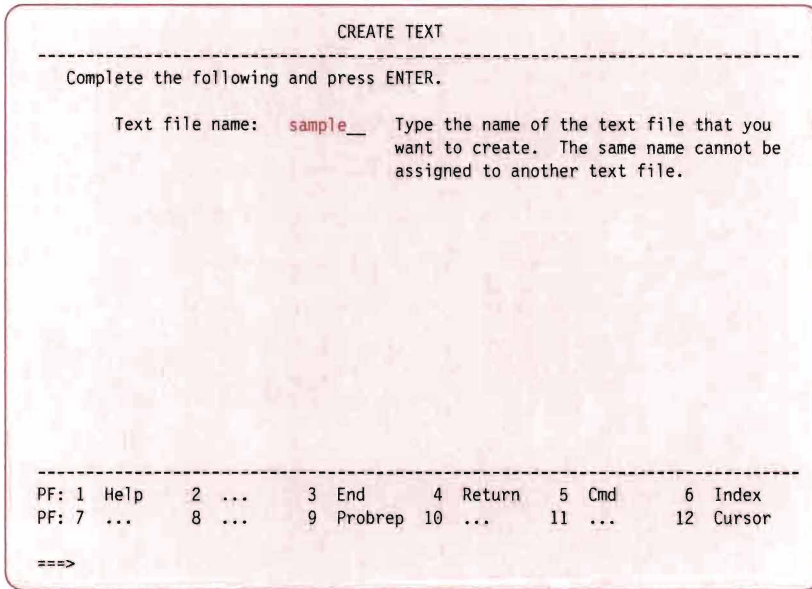 CREATE TEXT
Complete the following and press ENTER.
Text file name: sample__ Type the name of the text file that you
want to create. The same name cannot be
assigned to another text file.
PF: 1 Help 2 ... 3 End 4 Return 5 Cmd 6 Index
PF: 7 ... 8 ... 9 Probrep 10 ... 11 ... 12 Cursor
===>